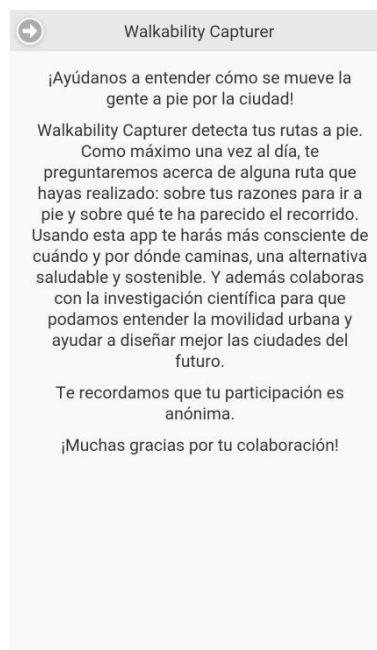 Walkability Capturer
¡Ayúdanos a entender cómo se mueve la
gente a pie por la ciudad!
Walkability Capturer detecta tus rutas a pie.
Como máximo una vez al día, te
preguntaremos acerca de alguna ruta que
hayas realizado: sobre tus razones para ir a
pie y sobre qué te ha parecido el recorrido.
Usando esta app te harás más consciente de
cuándo y por dónde caminas, una alternativa
saludable y sostenible. Y además colaboras
con la investigación científica para que
podamos entender la movilidad urbana y
ayudar a diseñar mejor las ciudades del
futuro.
Te recordamos que tu participación es
anónima.
¡Muchas gracias por tu colaboración!